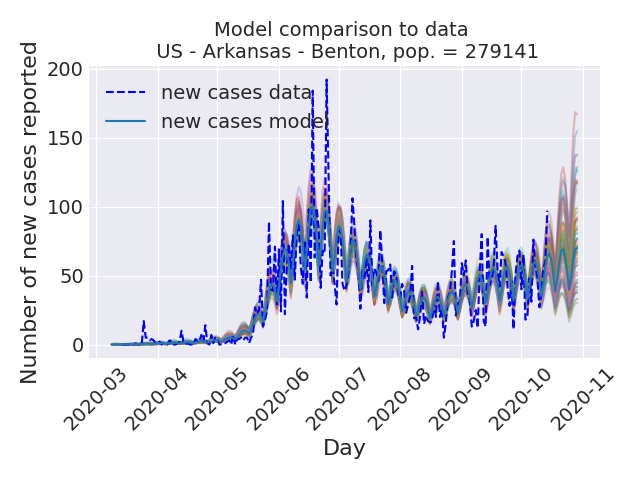 Model comparison to data
US - Arkansas - Benton, pop. = 279141
Number of new cases reported
200
150
100
50
0
new cases data
new cases model
2020-03
2020-04
2020-05
2020-06
2020-07
2020-08
2020-09
2020-10
2020-11
Day